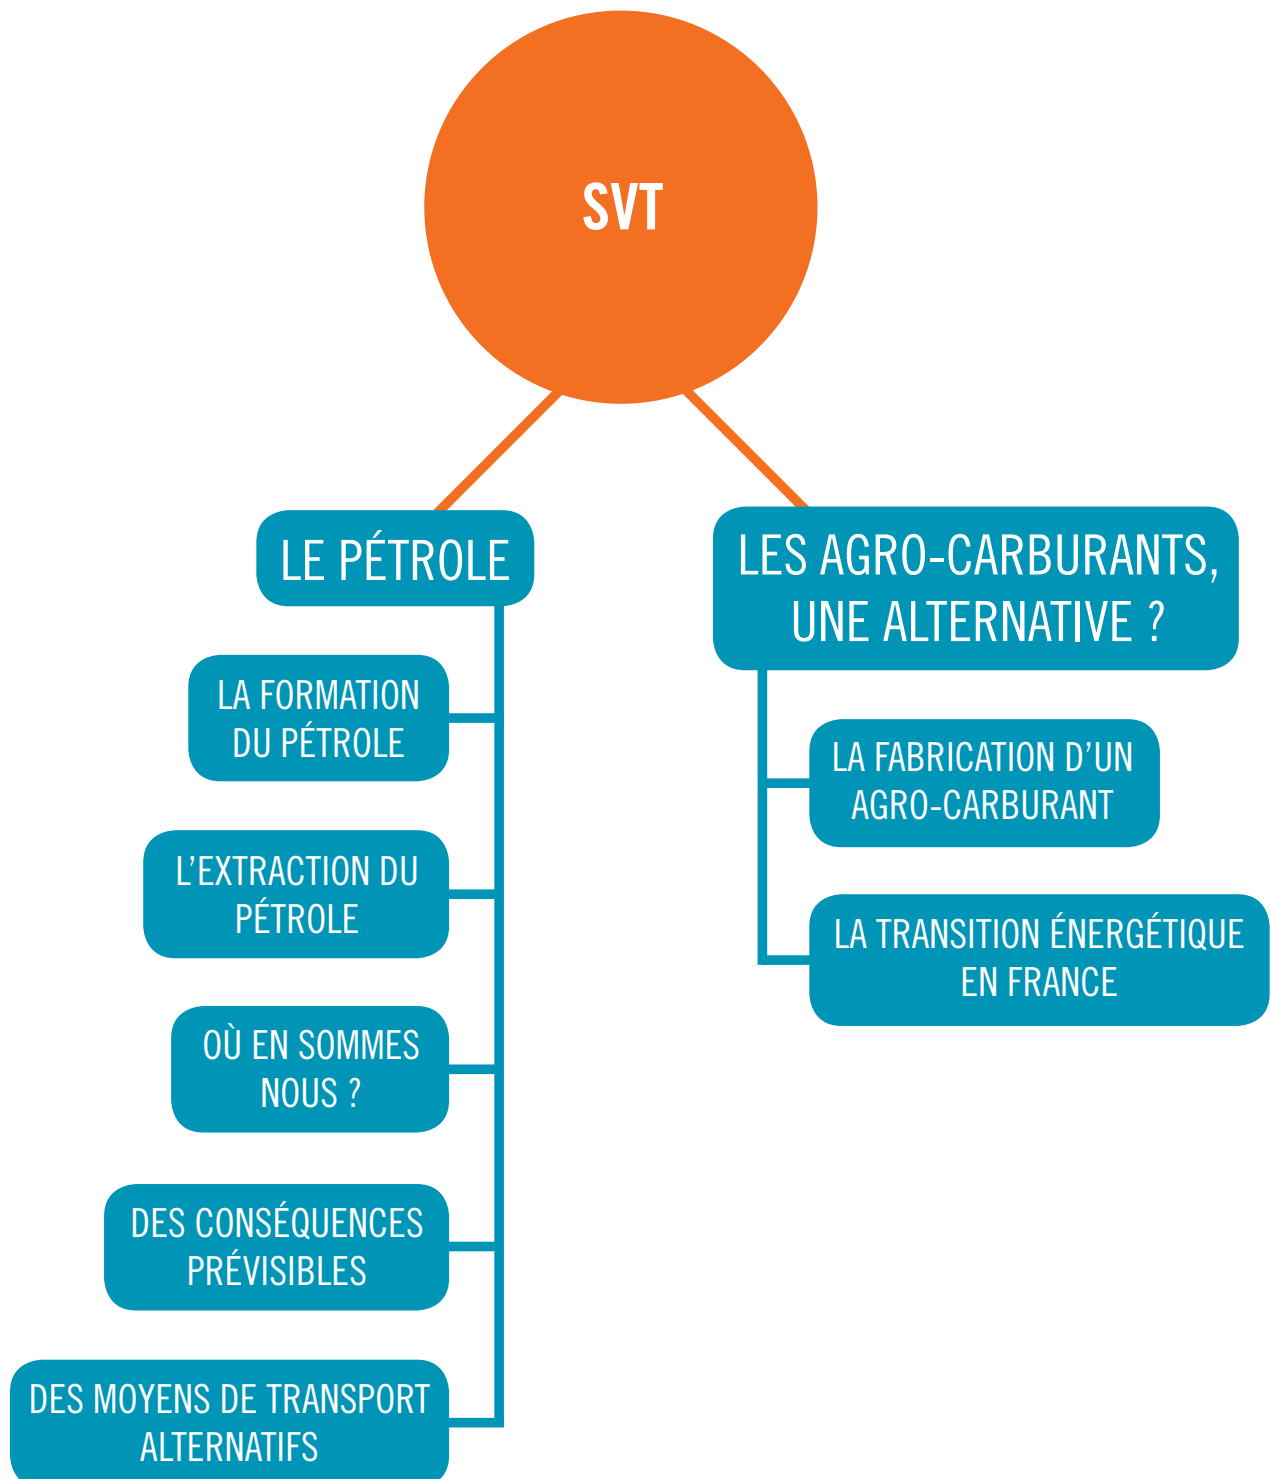 SVT
LE PÉTROLE
LA FORMATION
DU PÉTROLE
L’EXTRACTION DU
PÉTROLE
OÙ EN SOMMES
NOUS ?
DES CONSÉQUENCES
PRÉVISIBLES
DES MOYENS DE TRANSPORT
ALTERNATIFS
LES AGRO-CARBURANTS,
UNE ALTERNATIVE ?
LA FABRICATION D’UN
AGRO-CARBURANT
LA TRANSITION ÉNERGÉTIQUE
EN FRANCE